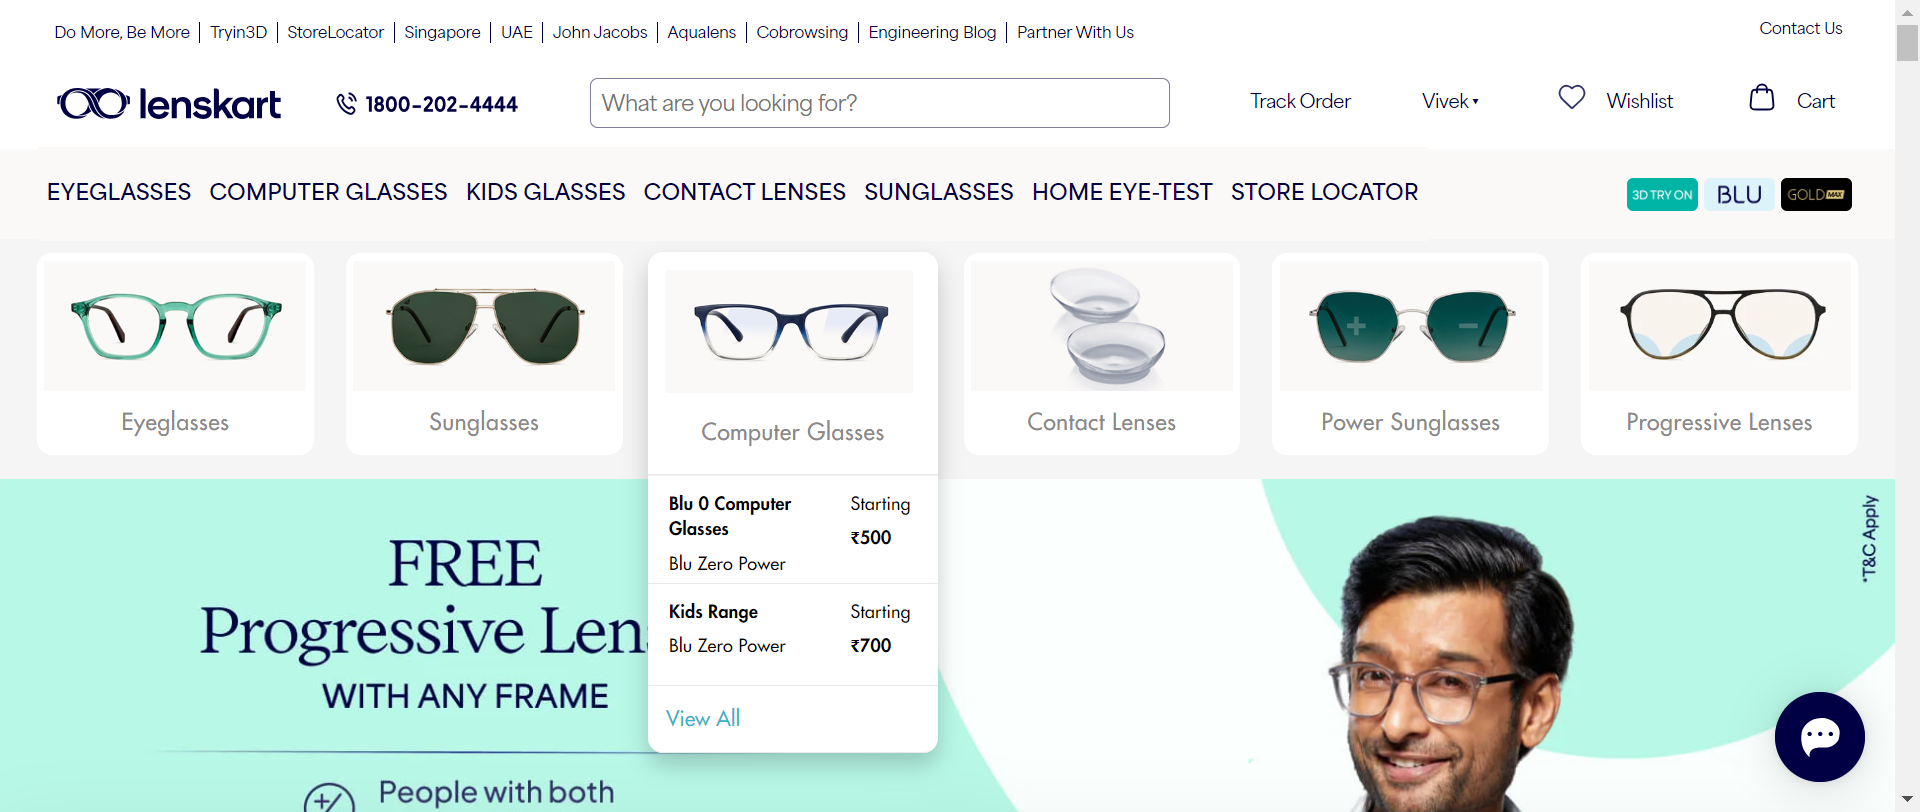 Do More, Be More
Tryin3D
StoreLocator
Singapore
UAE
John Jacobs
Aqualens
Cobrowsing
Engineering Blog
Partner With Us
Contact Us
lenskart
1800-202-4444
What are you looking for?
Track Order
Vivek
Wishlist
Cart
EYEGLASSES
COMPUTER GLASSES
KIDS GLASSES
CONTACT LENSES
SUNGLASSES
HOME EYE-TEST
STORE LOCATOR
3D TRY ON
BLU
GOLD MAX
Eyeglasses
Sunglasses
Computer Glasses
Contact Lenses
Power Sunglasses
Progressive Lenses
Blu 0 Computer
Glasses
Starting
₹500
Blu Zero Power
Kids Range
Starting
Blu Zero Power
₹700
View All
FREE
Progressive Len
WITH ANY FRAME
People with both
*T&C Apply